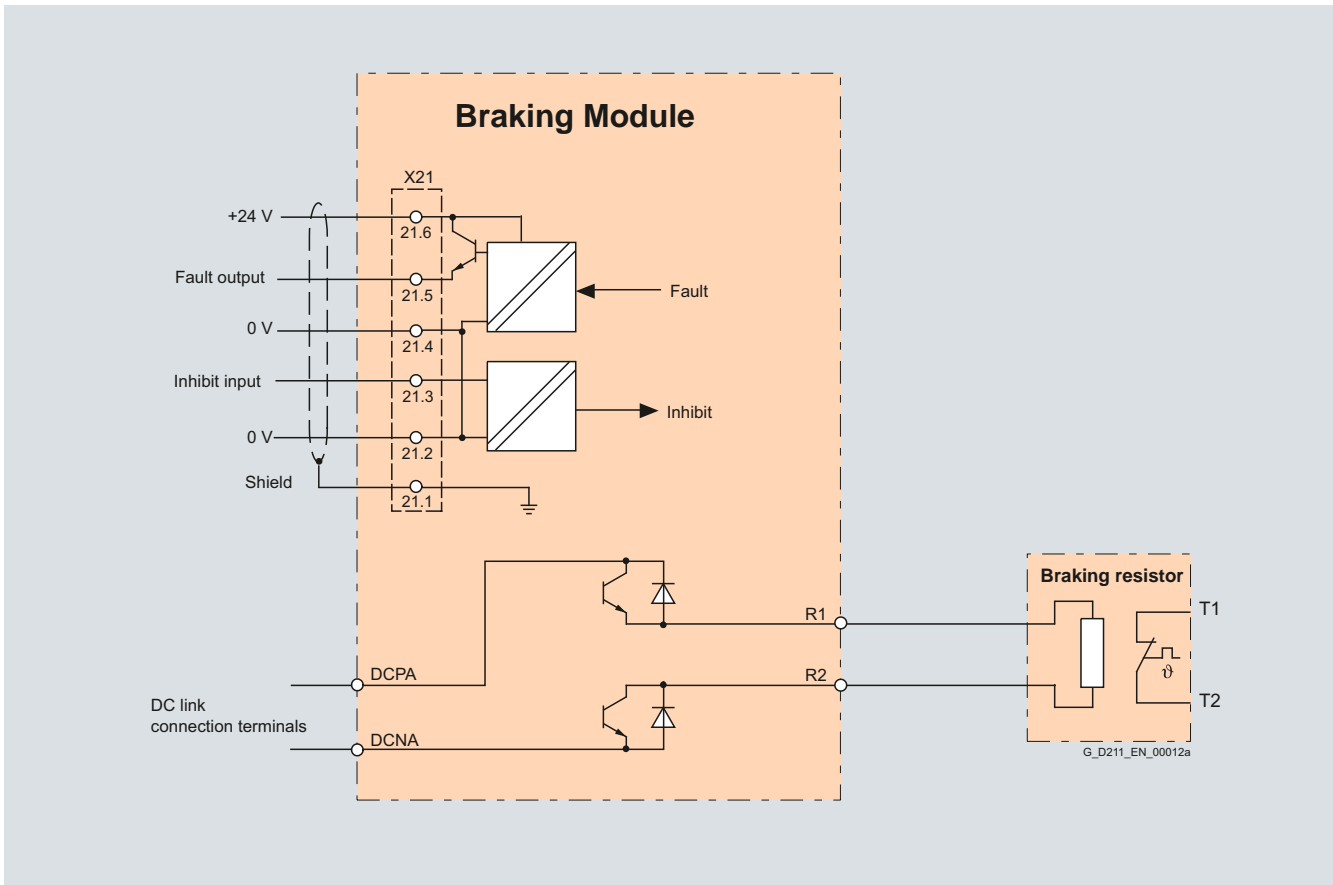 Braking Module
X21
+24 V
21.6
Fault output
21.5
Fault
0 V
21.4
Inhibit input
21.3
Inhibit
0 V
21.2
Shield
21.1
Braking resistor
R1
T1
DCPA
R2
ϑ
T2
DC link
connection terminals
DCNA
G_D211_EN_00012a